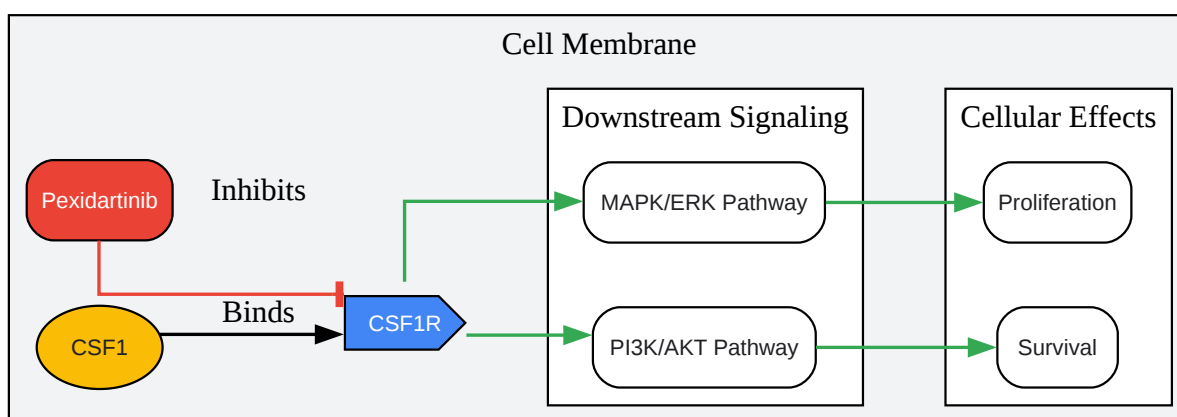 Cell Membrane
Downstream Signaling
Cellular Effects
Pexidartinib
Inhibits
MAPK/ERK Pathway
Proliferation
Binds
CSF1
CSF1R
PI3K/AKT Pathway
Survival